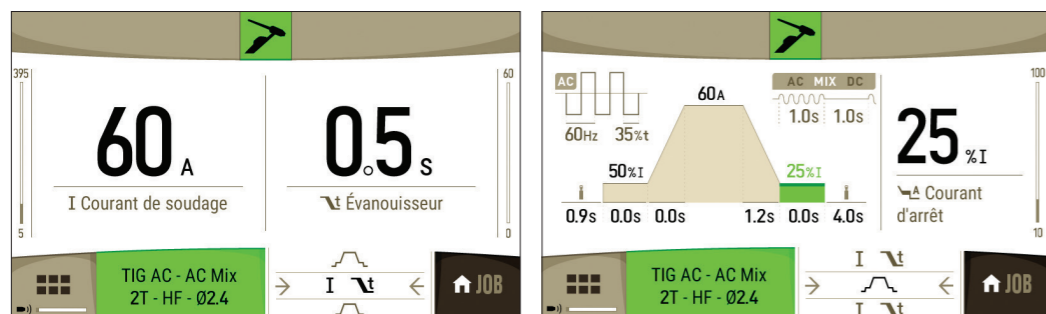 395
60
60 A
0.5 s
I Courant de soudage
t Évanouisseur
5
0
TIG AC - AC Mix
2T - HF - Ø2.4
I t
JOB
AC
60Hz 35%t
60A
AC MIX DC
1.0s 1.0s
50%I
25%I
0.9s 0.0s 0.0s 1.2s 0.0s 4.0s
100
25 %I
A Courant
d'arrêt
10
TIG AC - AC Mix
2T - HF - Ø2.4
I t
I t
JOB